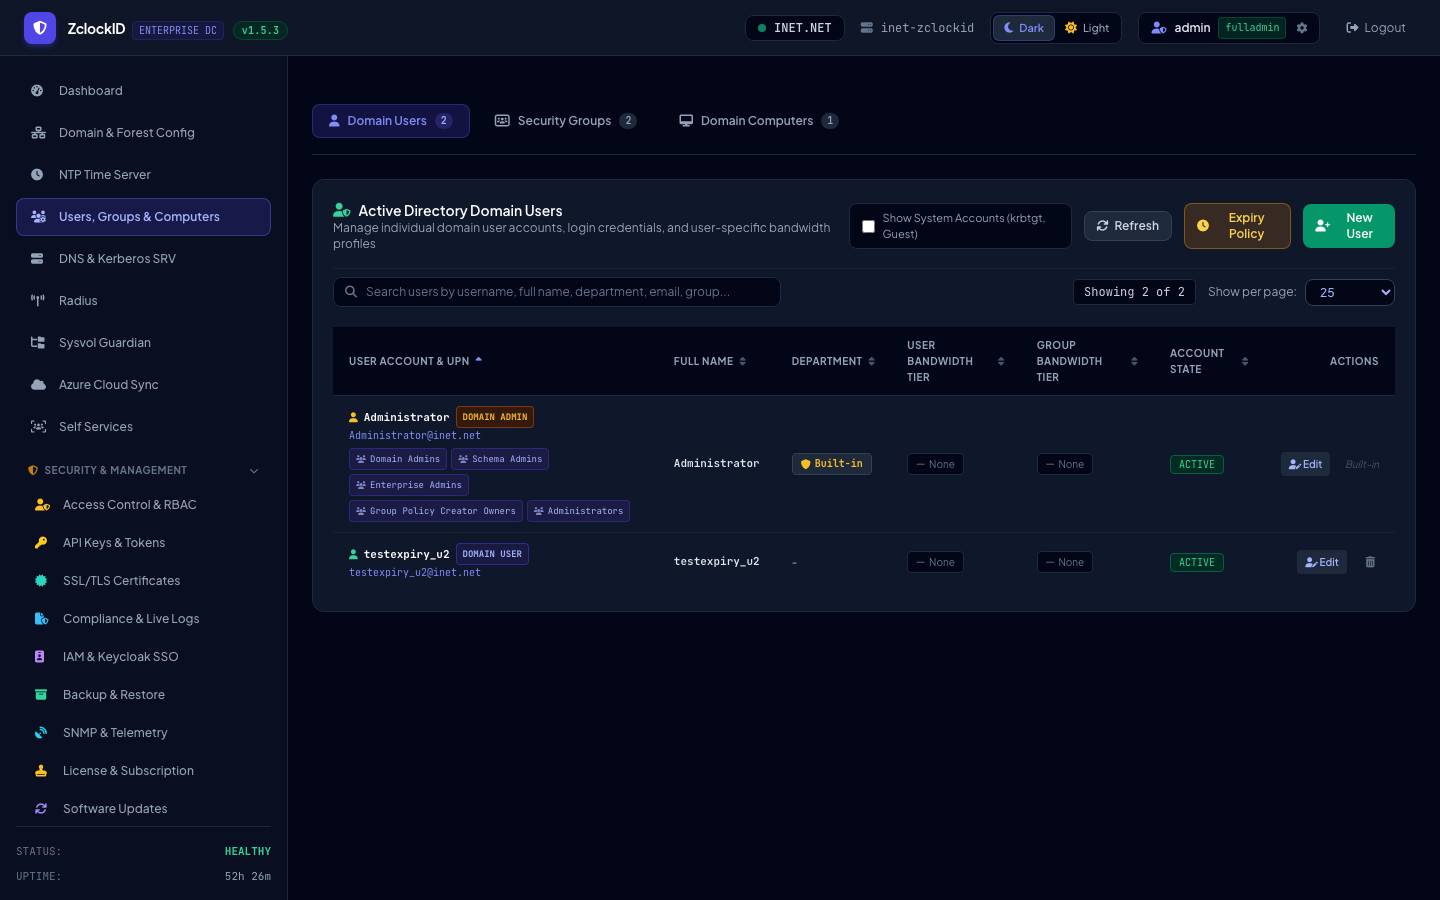 ZclockID ENTERPRISE DC v1.5.3
INET.NET inet-zclockid Dark Light admin fulladmin Logout
Dashboard
Domain & Forest Config
NTP Time Server
Users, Groups & Computers
DNS & Kerberos SRV
Radius
Sysvol Guardian
Azure Cloud Sync
Self Services
SECURITY & MANAGEMENT
Access Control & RBAC
API Keys & Tokens
SSL/TLS Certificates
Compliance & Live Logs
IAM & Keycloak SSO
Backup & Restore
SNMP & Telemetry
License & Subscription
Software Updates
STATUS: HEALTHY
UPTIME: 52h 26m
Domain Users 2 Security Groups 2 Domain Computers 1
Active Directory Domain Users
Manage individual domain user accounts, login credentials, and user-specific bandwidth
profiles
Show System Accounts (krbtgt,
Guest)
Refresh
Expiry
Policy
New
User
Search users by username, full name, department, email, group...
Showing 2 of 2 Show per page: 25
USER ACCOUNT & UPN FULL NAME DEPARTMENT
USER
BANDWIDTH
TIER
GROUP
BANDWIDTH
TIER
ACCOUNT
STATE
ACTIONS
Administrator DOMAIN ADMIN
Administrator@inet.net
Domain Admins Schema Admins
Enterprise Admins
Group Policy Creator Owners Administrators
Administrator Built-in — None — None ACTIVE Edit Built-in
testexpiry_u2 DOMAIN USER
testexpiry_u2@inet.net
testexpiry_u2 - — None — None ACTIVE Edit